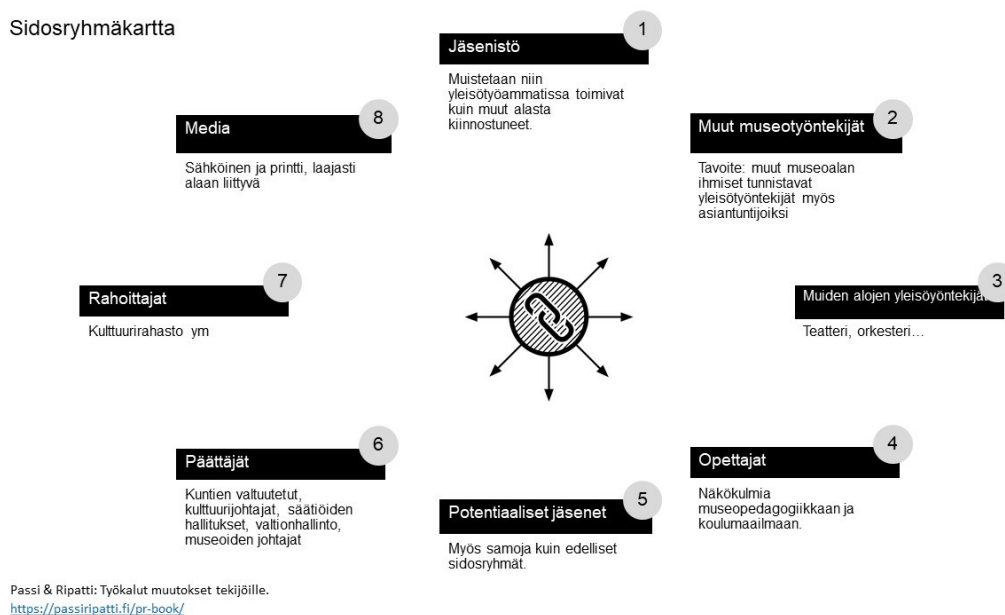 Sidosryhmäkartta
1
Jäsenistö
Muistetaan niin
yleisötyöammatissa toimivat
kuin muut alasta
kiinnostuneet.
2
Muut museotyöntekijät
Tavoite: muut museoalan
ihmiset tunnistavat
yleisötyöntekijät myös
asiantuntijoiksi
3
Muiden alojen yleisöyöntekijät
Teatteri, orkesteri…
4
Opettajat
Näkökulmia
museopedagogiikkaan ja
koulumaailmaan.
5
Potentiaaliset jäsenet
Myös samoja kuin edelliset
sidosryhmät.
6
Päättäjät
Kuntien valtuutetut,
kulttuurijohtajat, säätiöiden
hallitukset, valtionhallinto,
museoiden johtajat
7
Rahoittajat
Kulttuurirahasto ym
8
Media
Sähköinen ja printti, laajasti
alaan liittyvä
Passi & Ripatti: Työkalut muutokset tekijöille.
https://passiripatti.fi/pr-book/